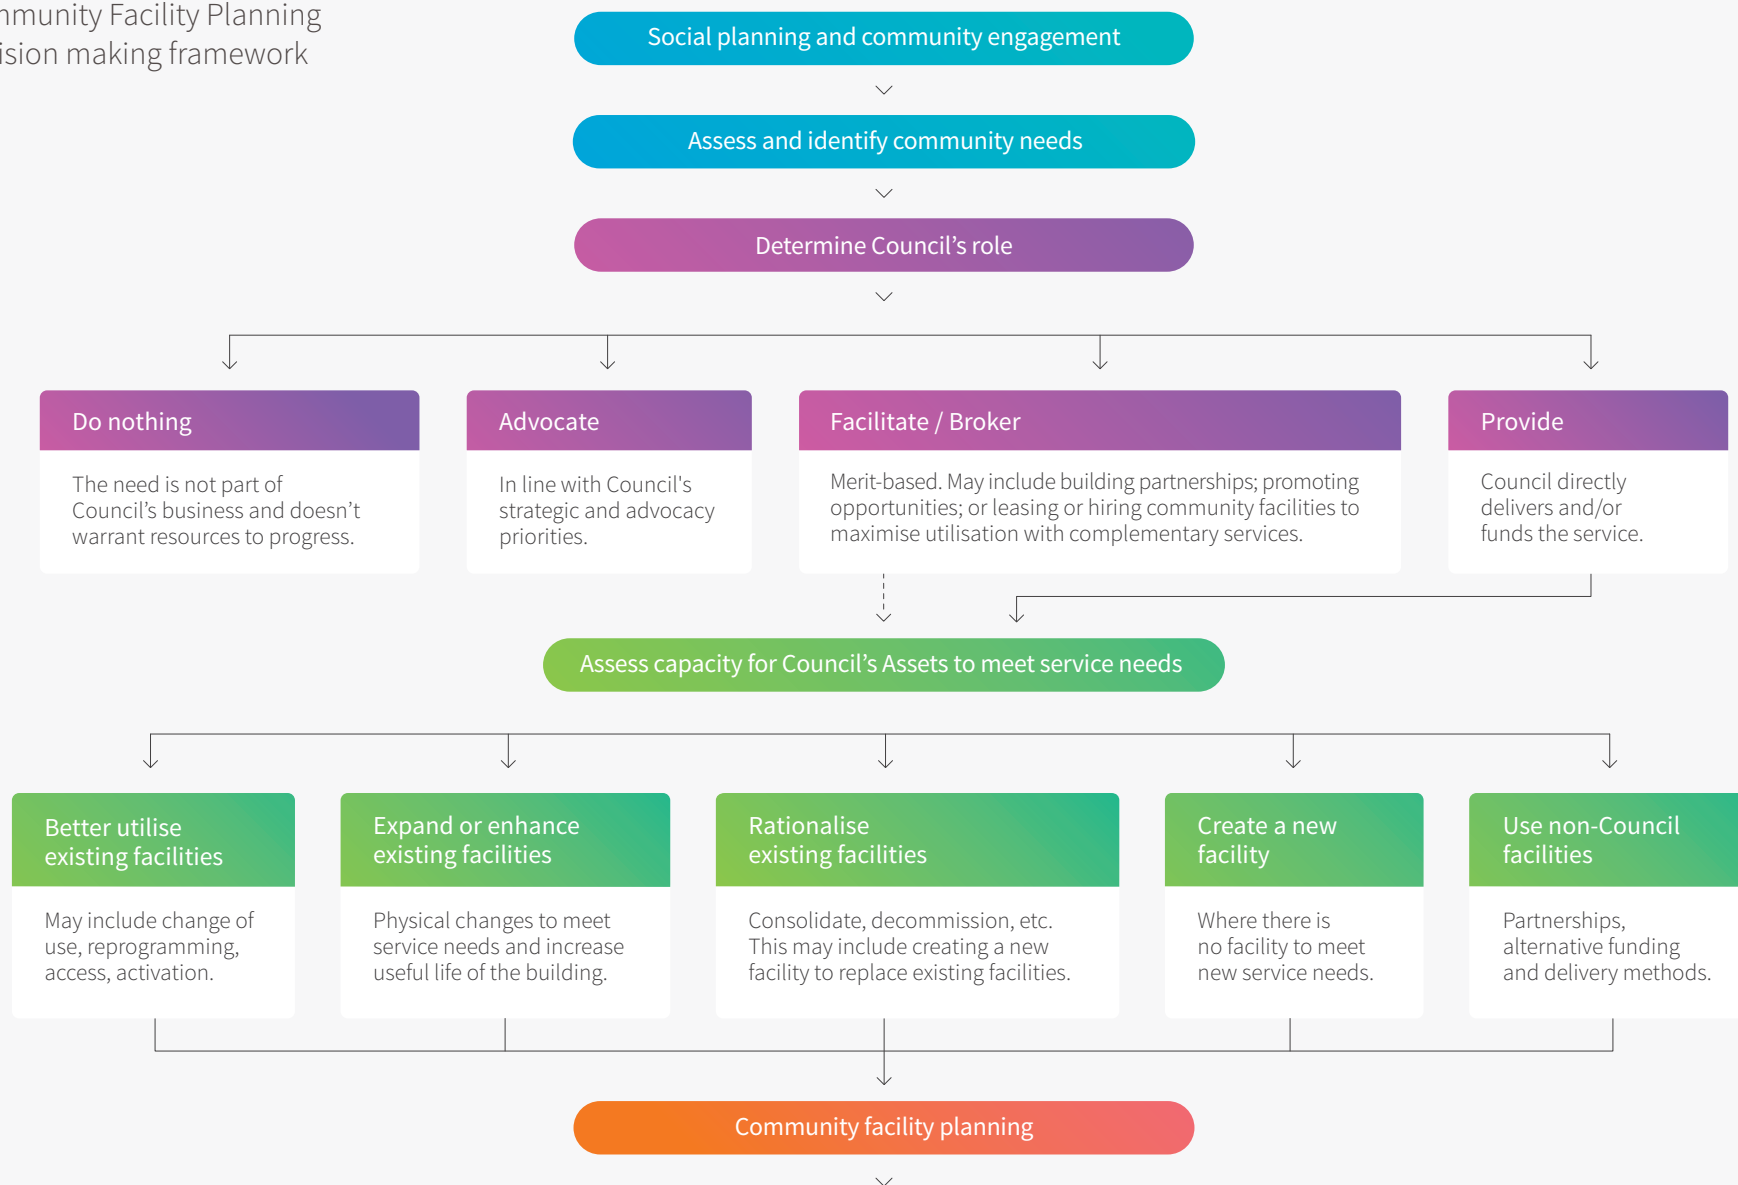 mmunity Facility Planning
ision making framework
Social planning and community engagement
Assess and identify community needs
Determine Council’s role
Do nothing
The need is not part of
Council’s business and doesn’t
warrant resources to progress.
Advocate
In line with Council's
strategic and advocacy
priorities.
Facilitate / Broker
Merit-based. May include building partnerships; promoting
opportunities; or leasing or hiring community facilities to
maximise utilisation with complementary services.
Provide
Council directly
delivers and/or
funds the service.
Assess capacity for Council’s Assets to meet service needs
Better utilise
existing facilities
May include change of
use, reprogramming,
access, activation.
Expand or enhance
existing facilities
Physical changes to meet
service needs and increase
useful life of the building.
Rationalise
existing facilities
Consolidate, decommission, etc.
This may include creating a new
facility to replace existing facilities.
Create a new
facility
Where there is
no facility to meet
new service needs.
Use non-Council
facilities
Partnerships,
alternative funding
and delivery methods.
Community facility planning